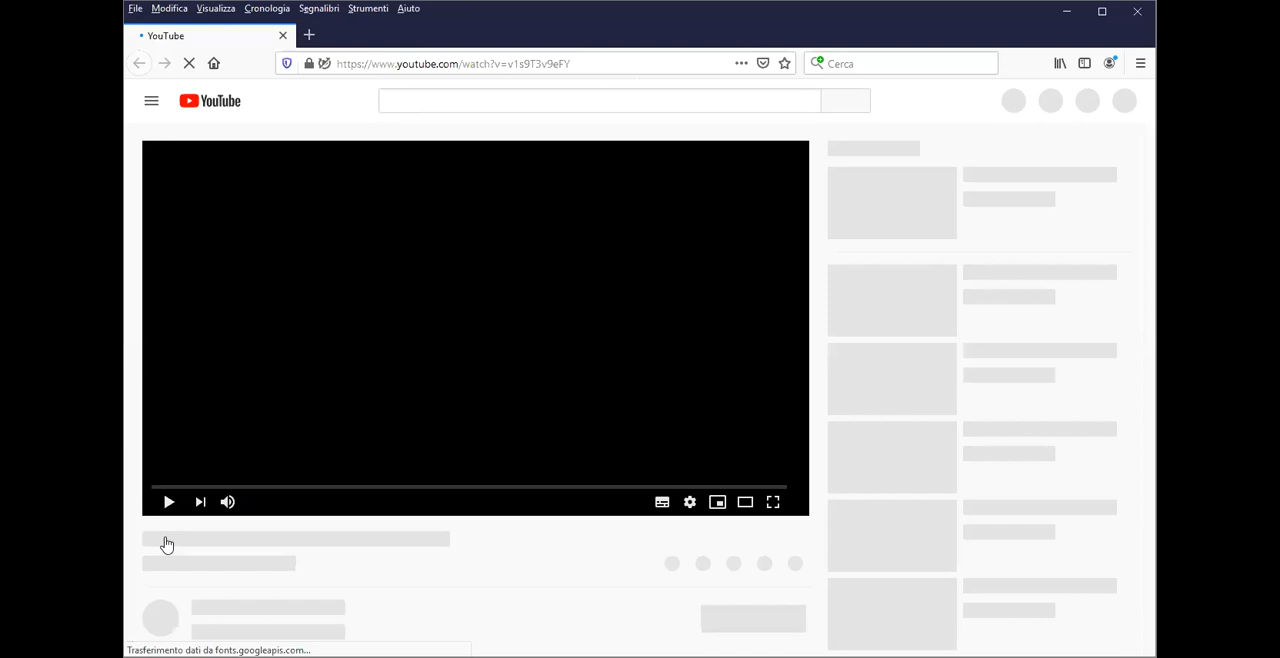 File Modifica Visualizza Cronologia Segnalibri Strumenti Aiuto
YouTube
https://www.youtube.com/watch?v=v1s9T3v9eFY
Cerca
YouTube
Trasferimento dati da fonts.googleapis.com...